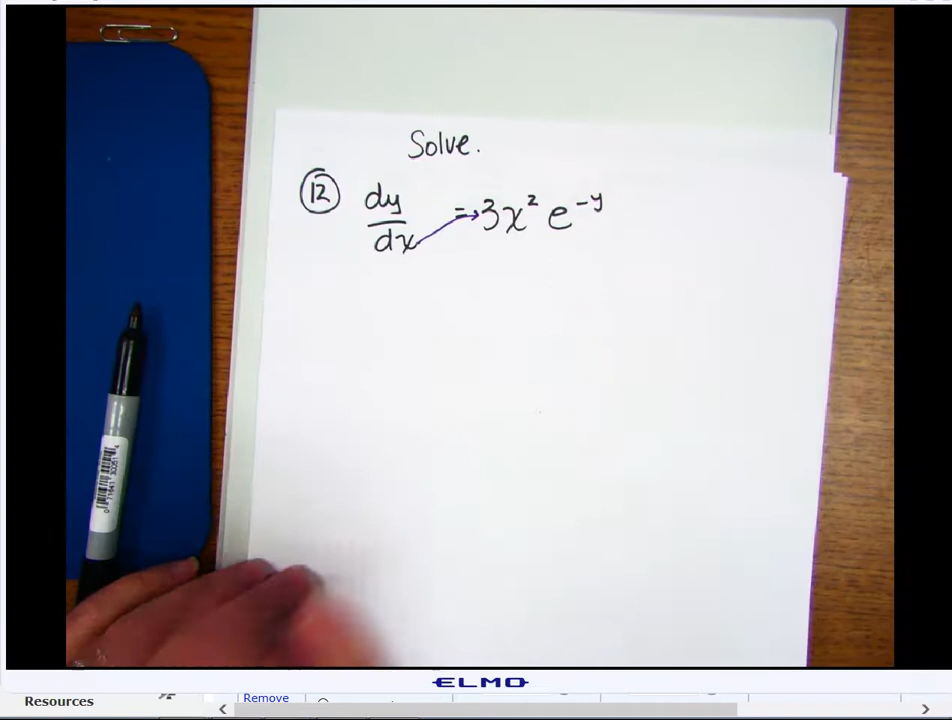 Solve.
12 dy/dx = 3x² e^-y
ELMO
Resources
Remove